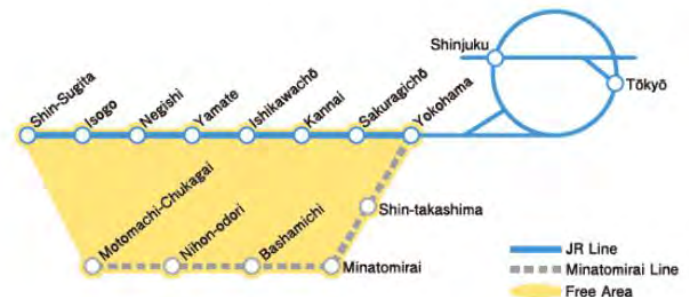 Shinjuku
Tōkyō
Shin-Sugita
Isogo
Negishi
Yamate
Ishikawachō
Kannai
Sakuragichō
Yokohama
Motomachi-Chukagai
Nihon-odori
Bashamichi
Minatomirai
Shin-takashima
JR Line
Minatomirai Line
Free Area